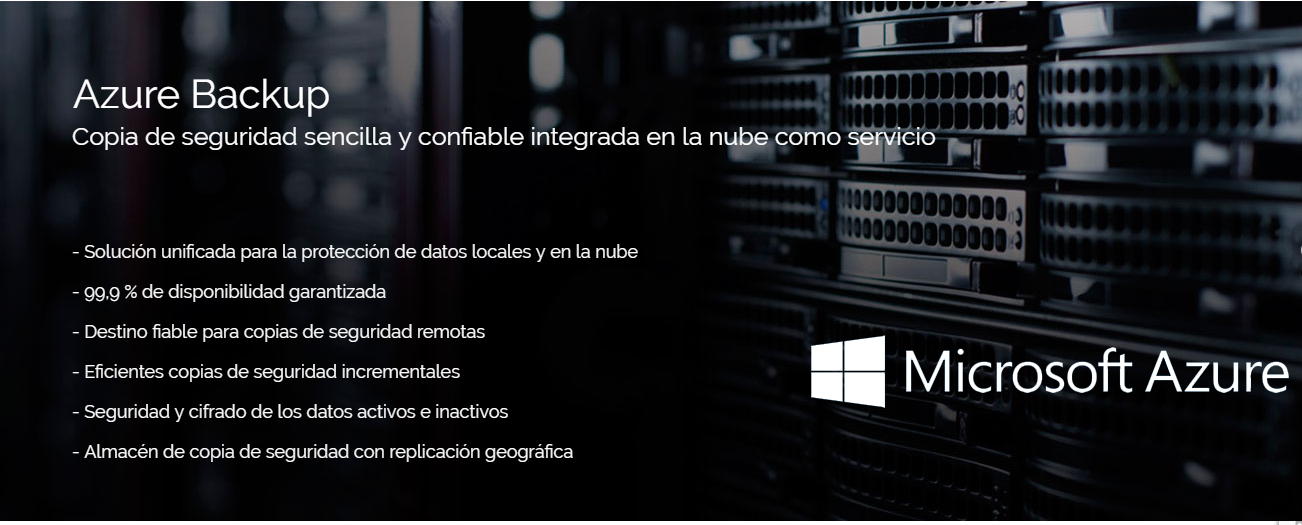 Azure Backup
Copia de seguridad sencilla y confiable integrada en la nube como servicio
- Solución unificada para la protección de datos locales y en la nube
- 99,9 % de disponibilidad garantizada
- Destino fiable para copias de seguridad remotas
- Eficientes copias de seguridad incrementales
- Seguridad y cifrado de los datos activos e inactivos
- Almacén de copia de seguridad con replicación geográfica
Microsoft Azure